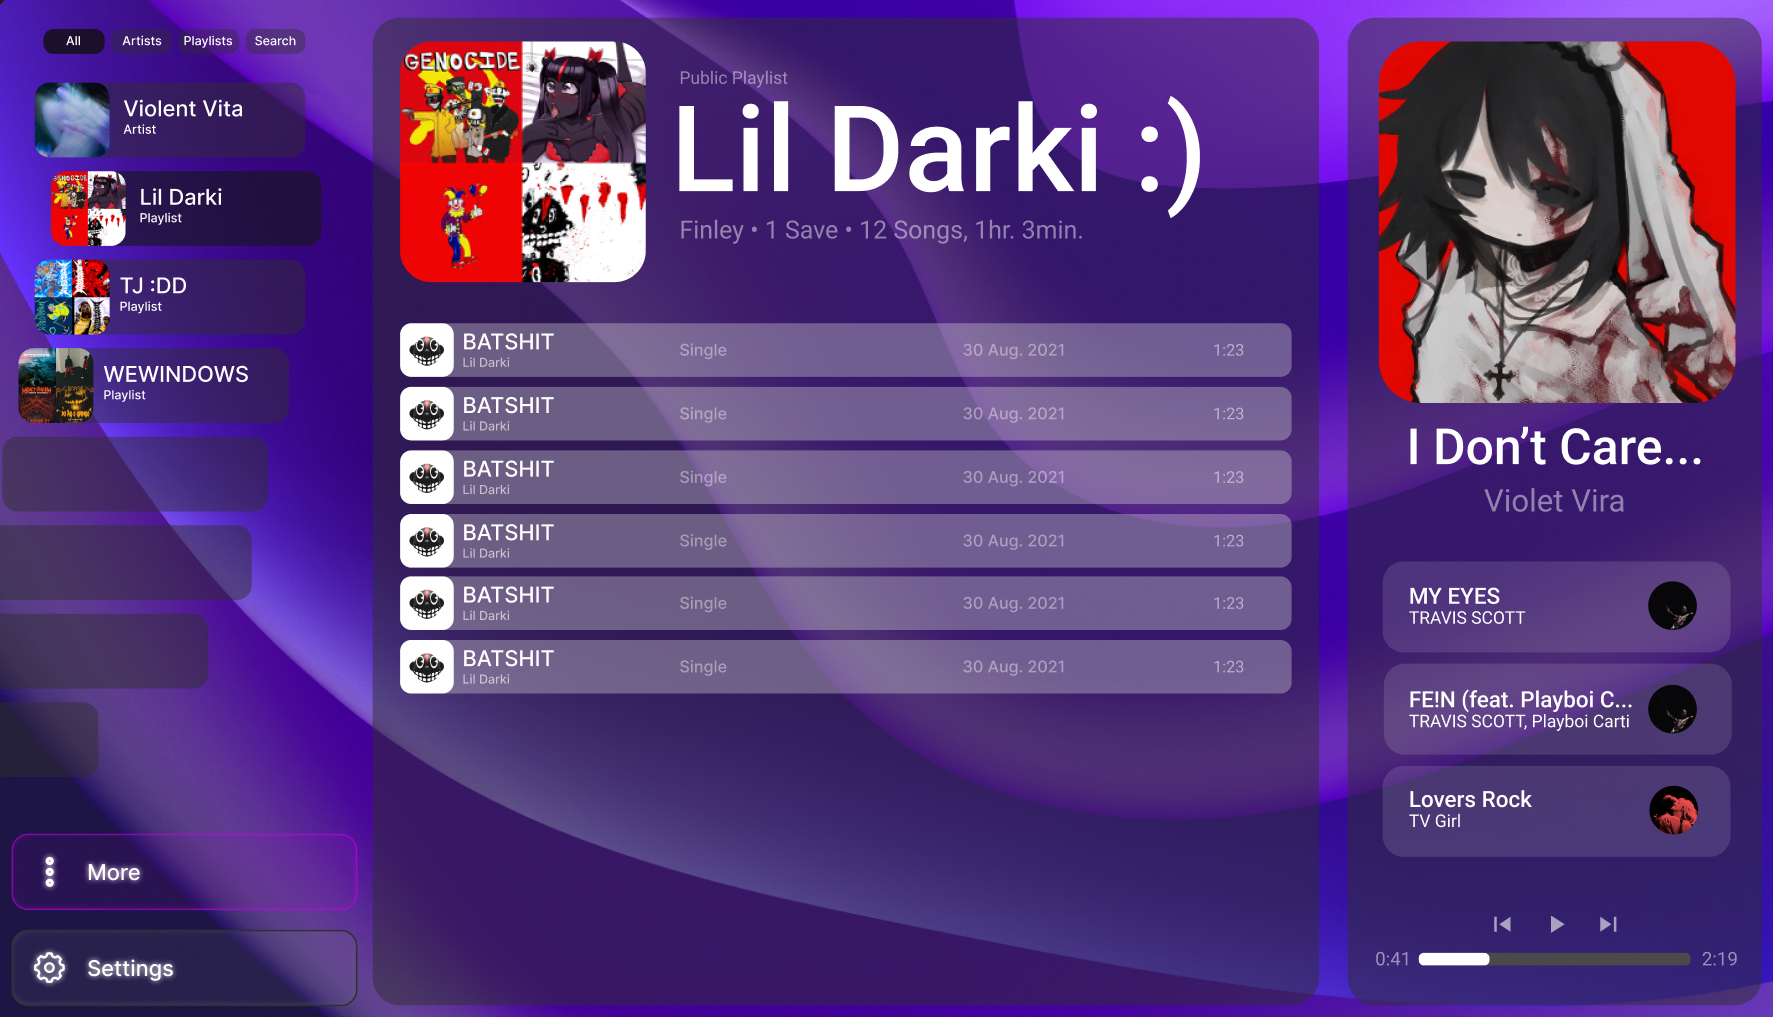 All
Artists
Playlists
Search
Violent Vita
Artist
GENOCIDE
Lil Darki
Playlist
TJ :DD
Playlist
WEWINDOWS
Playlist
More
Settings
GENOCIDE
Public Playlist
Lil Darki :)
Finley • 1 Save • 12 Songs, 1hr. 3min.
BATSHIT
Lil Darki
Single
30 Aug. 2021
1:23
BATSHIT
Lil Darki
Single
30 Aug. 2021
1:23
BATSHIT
Lil Darki
Single
30 Aug. 2021
1:23
BATSHIT
Lil Darki
Single
30 Aug. 2021
1:23
BATSHIT
Lil Darki
Single
30 Aug. 2021
1:23
BATSHIT
Lil Darki
Single
30 Aug. 2021
1:23
I Don’t Care...
Violet Vira
MY EYES
TRAVIS SCOTT
FE!N (feat. Playboi C...
TRAVIS SCOTT, Playboi Carti
Lovers Rock
TV Girl
0:41
2:19